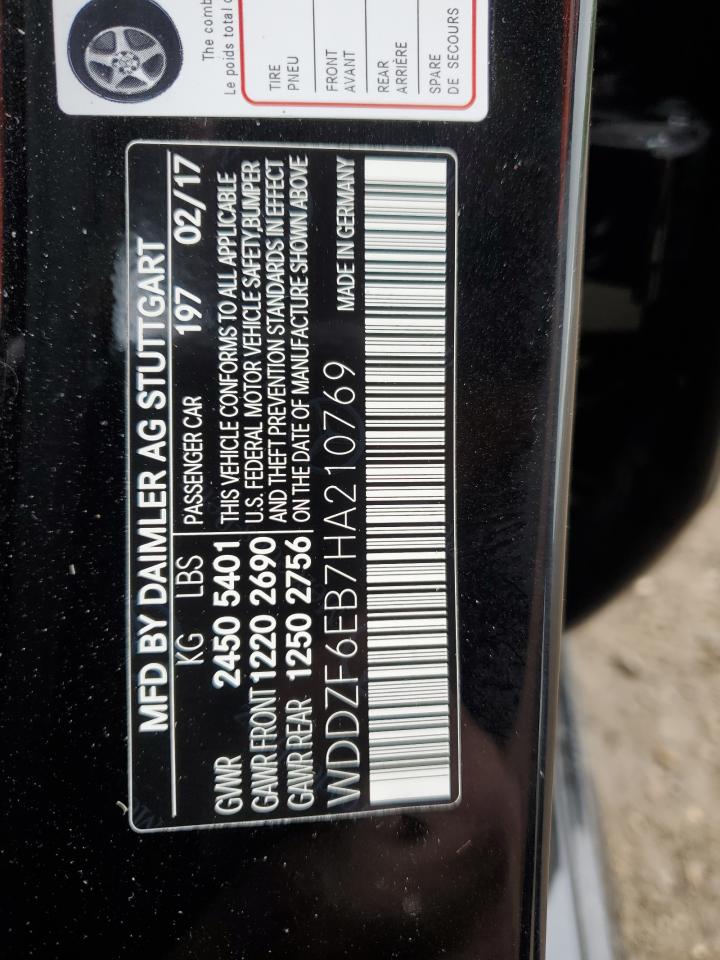 The comb
Le poids total
TIRE
PNEU
FRONT
AVANT
REAR
ARRIÈRE
SPARE
DE SECOURS
MFD BY DAIMLER AG STUTTGART
KG LBS PASSENGER CAR 197 02/17
GVWR 2450 5401
GAWR FRONT 1220 2690
GAWR REAR 1250 2756
THIS VEHICLE CONFORMS TO ALL APPLICABLE
U.S. FEDERAL MOTOR VEHICLE SAFETY,BUMPER
AND THEFT PREVENTION STANDARDS IN EFFECT
ON THE DATE OF MANUFACTURE SHOWN ABOVE
WDDZF6EB7HA210769 MADE IN GERMANY